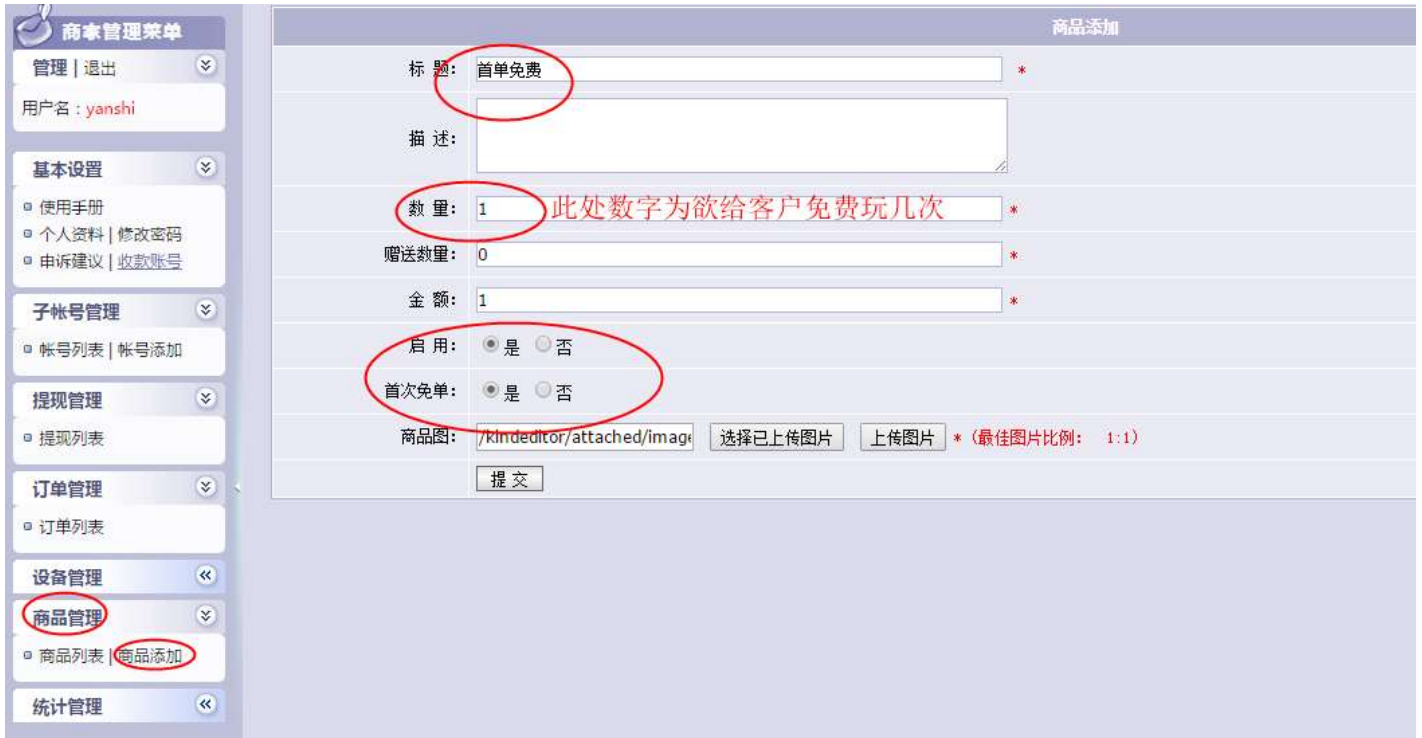 商家管理菜单
管理 | 退出
用户名：yanshi
基本设置
使用手册
个人资料 | 修改密码
申诉建议 | 收款账号
子帐号管理
帐号列表 | 帐号添加
提现管理
提现列表
订单管理
订单列表
设备管理
商品管理
商品列表 | 商品添加
统计管理
商品添加
标 题： 首单免费 *
描 述：
数 量： 1 此处数字为欲给客户免费玩几次 *
赠送数量： 0 *
金 额： 1 *
启 用： 是 否
首次免单： 是 否
商品图： /kindeditor/attached/image 选择已上传图片 上传图片 * (最佳图片比例： 1:1)
提 交